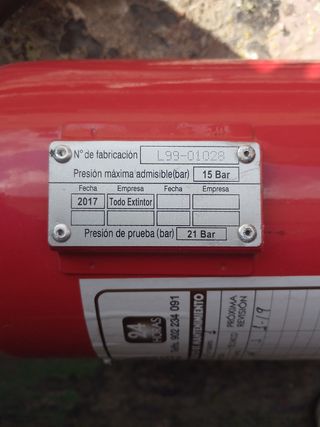 N° de fabricación L99-01028
Presión máxima admisible(bar) 15 Bar
Fecha Empresa Fecha Empresa
2017 Todo Extintor
Presión de prueba (bar) 21 Bar
24
HORAS
Téfn. 902 234 091
MANTENIMIENTO
PRÓXIMA
REVISIÓN